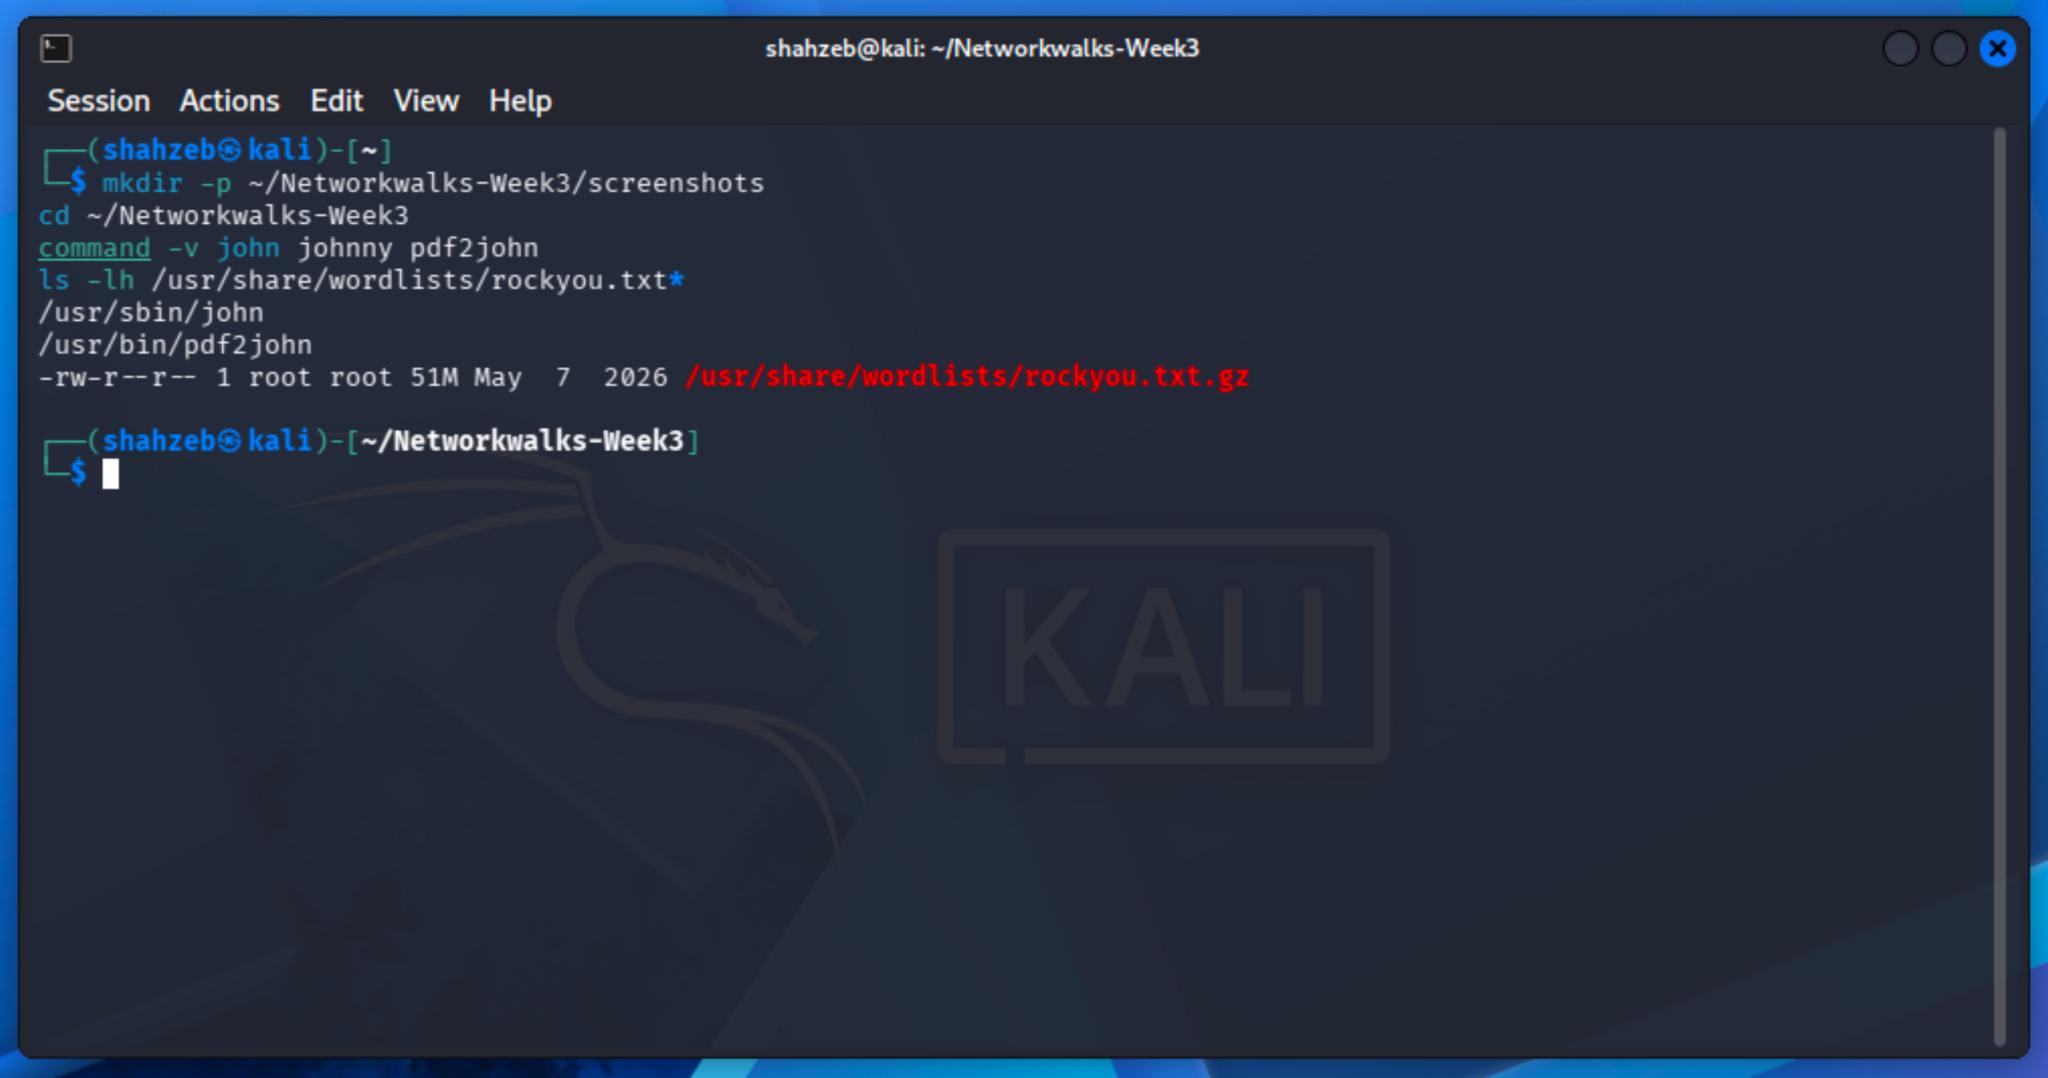 shahzeb@kali: ~/Networkwalks-Week3
Session Actions Edit View Help
┌──(shahzeb㉿kali)-[~]
└─$ mkdir -p ~/Networkwalks-Week3/screenshots
cd ~/Networkwalks-Week3
command -v john johnny pdf2john
ls -lh /usr/share/wordlists/rockyou.txt*
/usr/sbin/john
/usr/bin/pdf2john
-rw-r--r-- 1 root root 51M May  7  2026 /usr/share/wordlists/rockyou.txt.gz
┌──(shahzeb㉿kali)-[~/Networkwalks-Week3]
└─$
KALI